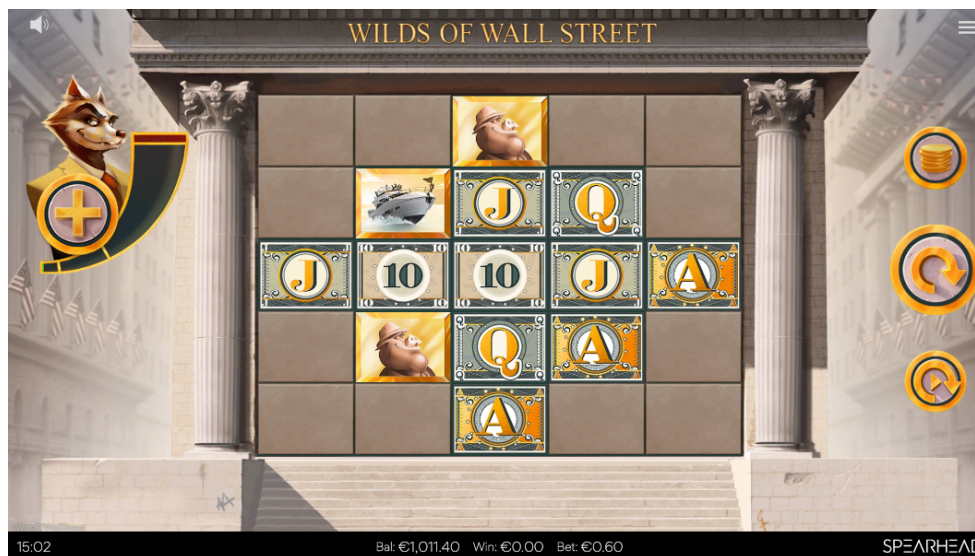 WILDS OF WALL STREET
J Q
J 10 10 J A
Q A
A
15:02 Bal: €1,011.40 Win: €0.00 Bet: €0.60 SPEARHEAD